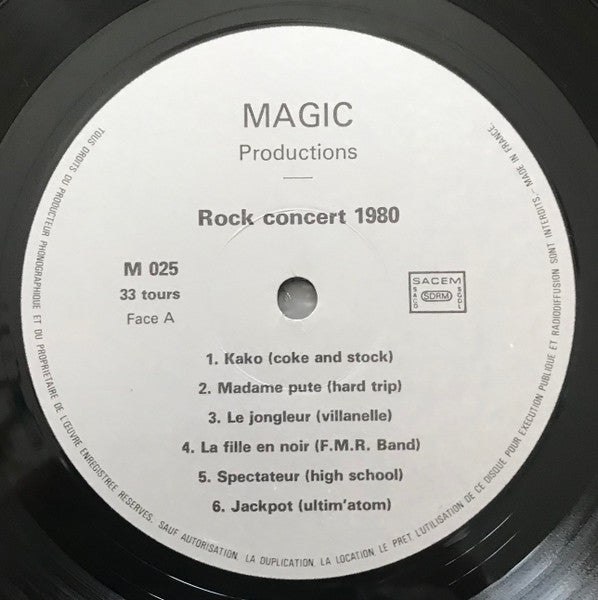 MAGIC
Productions
Rock concert 1980
M 025
33 tours
Face A
SACEM
SACD
SDRM
SGDL
1. Kako (coke and stock)
2. Madame pute (hard trip)
3. Le jongleur (villanelle)
4. La fille en noir (F.M.R. Band)
5. Spectateur (high school)
6. Jackpot (ultim'atom)
TOUS DROITS DU PRODUCTEUR PHONOGRAPHIQUE ET DU PROPRIETAIRE DE L'ŒUVRE ENREGISTREE RESERVES. SAUF AUTORISATION, LA DUPLICATION, LA LOCATION, LE PRET, L'UTILISATION DE CE DISQUE POUR EXECUTION PUBLIQUE ET RADIODIFFUSION SONT INTERDITS. - MADE IN FRANCE.